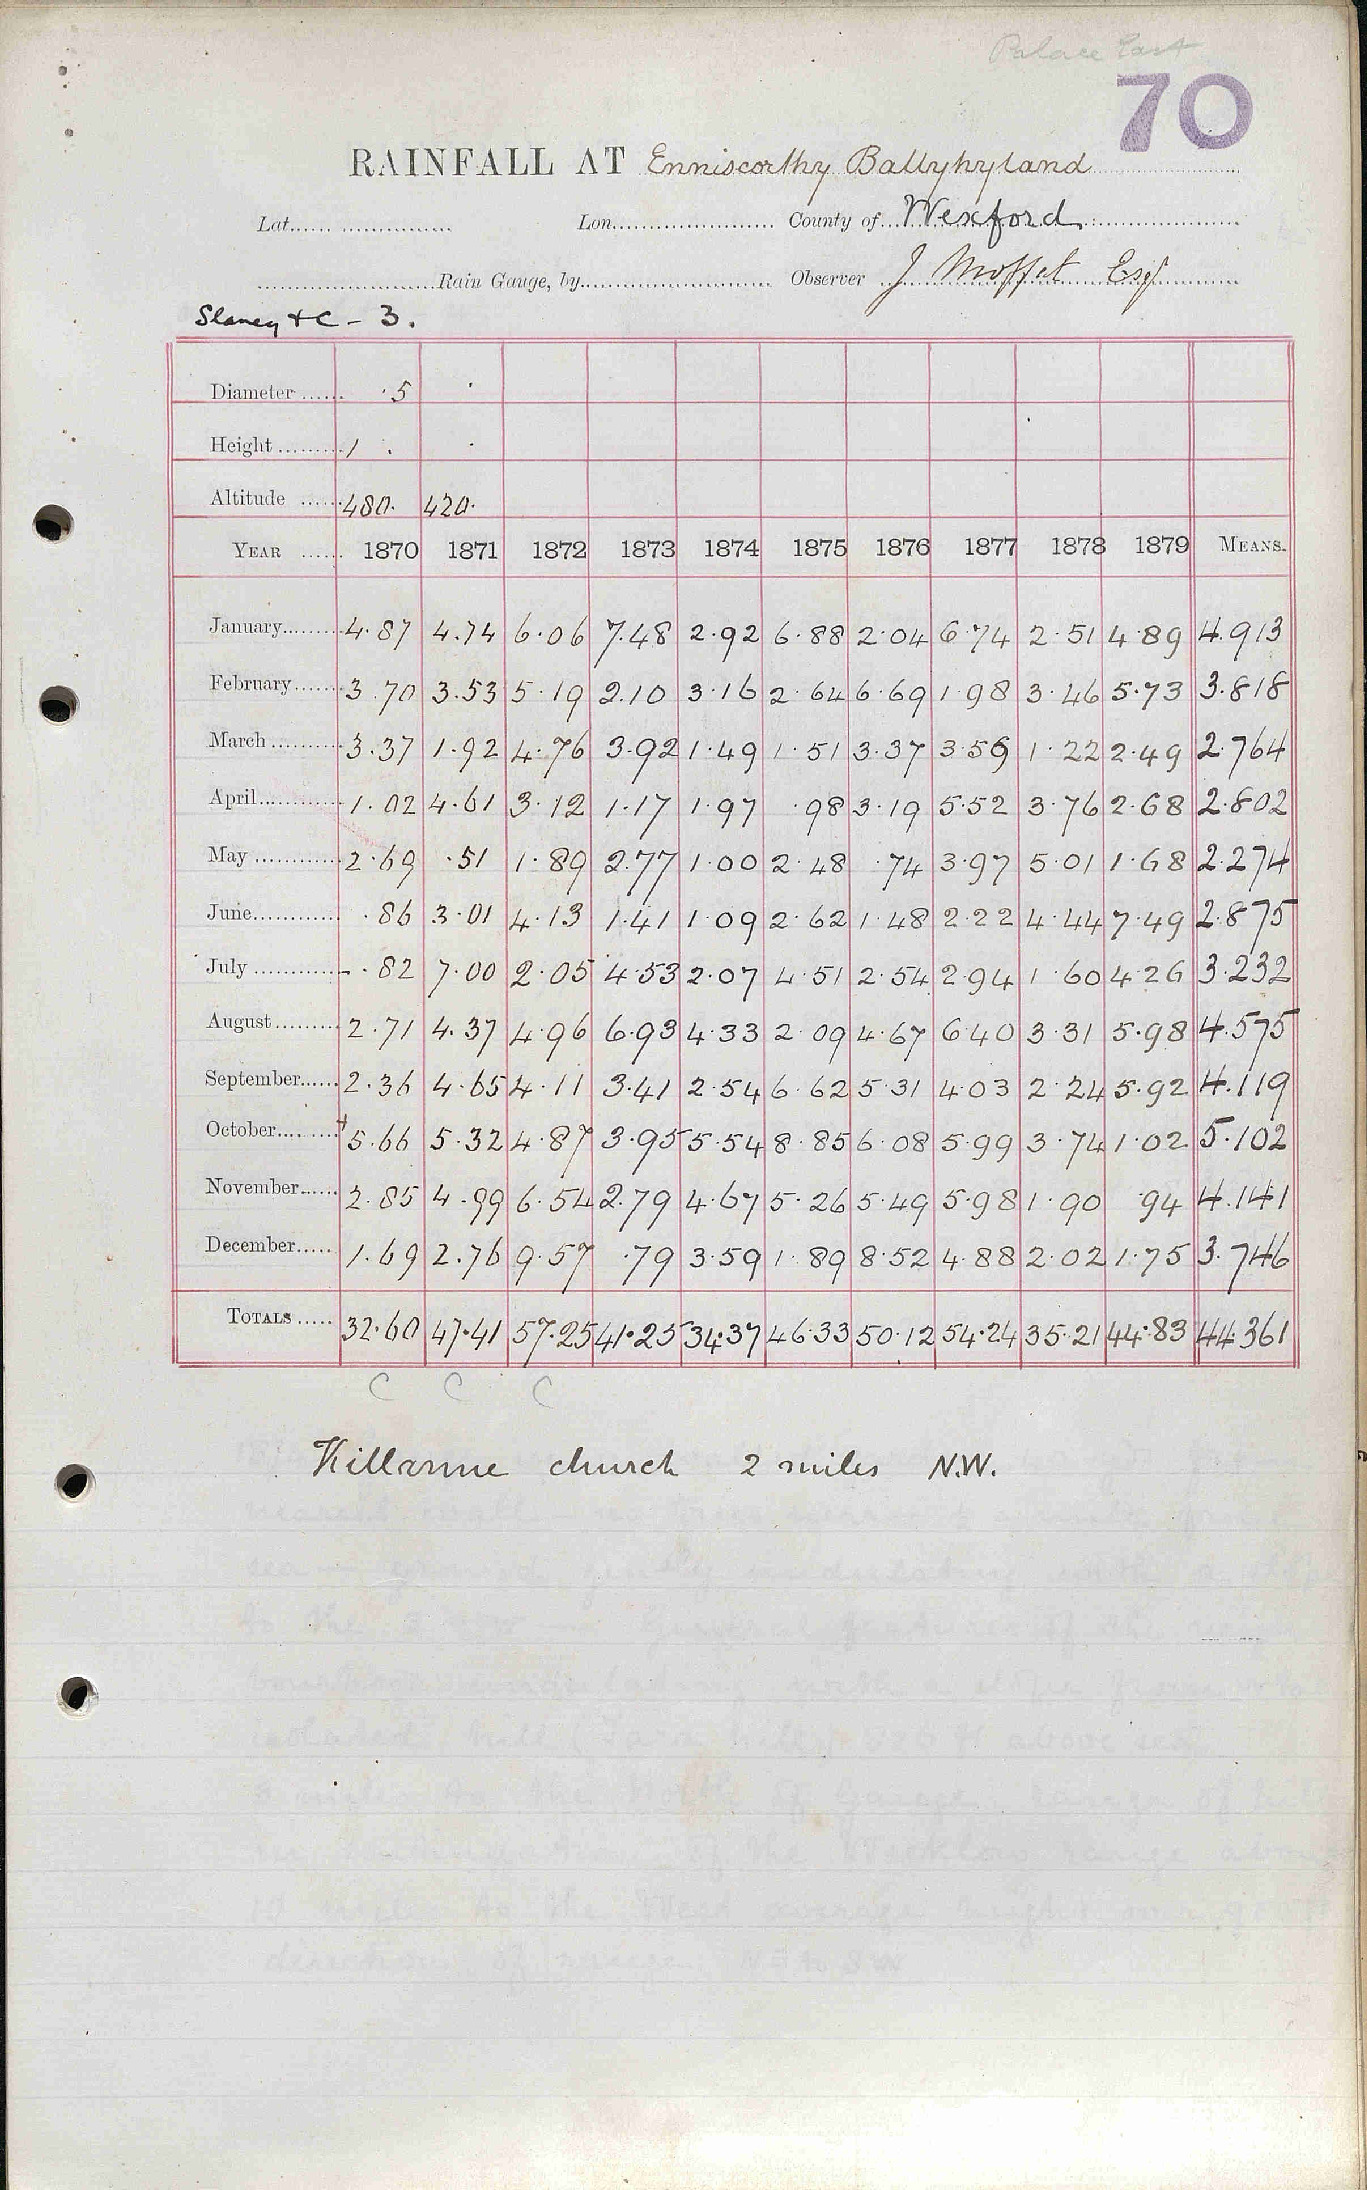 Palace East
70
RAINFALL AT Enniscorthy Ballyhyland
Lat. Lon. County of Wexford
Rain Gauge, by Observer J Moffet Esq
Slaney + C - 3.
Diameter ·5
Height 1
Altitude 480. 420.
YEAR 1870 1871 1872 1873 1874 1875 1876 1877 1878 1879 MEANS.
January 4.87 4.74 6.06 7.48 2.92 6.88 2.04 6.74 2.51 4.89 4.913
February 3.70 3.53 5.19 2.10 3.16 2.64 6.69 1.98 3.46 5.73 3.818
March 3.37 1.92 4.76 3.92 1.49 1.51 3.37 3.59 1.22 2.49 2.764
April 1.02 4.61 3.12 1.17 1.97 .98 3.19 5.52 3.76 2.68 2.802
May 2.69 .51 1.89 2.77 1.00 2.48 .74 3.97 5.01 1.68 2.274
June .86 3.01 4.13 1.41 1.09 2.62 1.48 2.22 4.44 7.49 2.875
July .82 7.00 2.05 4.53 2.07 4.51 2.54 2.94 1.60 4.26 3.232
August 2.71 4.37 4.96 6.93 4.33 2.09 4.67 6.40 3.31 5.98 4.575
September 2.36 4.65 4.11 3.41 2.54 6.62 5.31 4.03 2.24 5.92 4.119
October + 5.66 5.32 4.87 3.95 5.54 8.85 6.08 5.99 3.74 1.02 5.102
November 2.85 4.99 6.54 2.79 4.67 5.26 5.49 5.98 1.90 .94 4.141
December 1.69 2.76 9.57 .79 3.59 1.89 8.52 4.88 2.02 1.75 3.746
TOTALS 32.60 47.41 57.25 41.25 34.37 46.33 50.12 54.24 35.21 44.83 44.361
C C C
Killanne church 2 miles N.W.